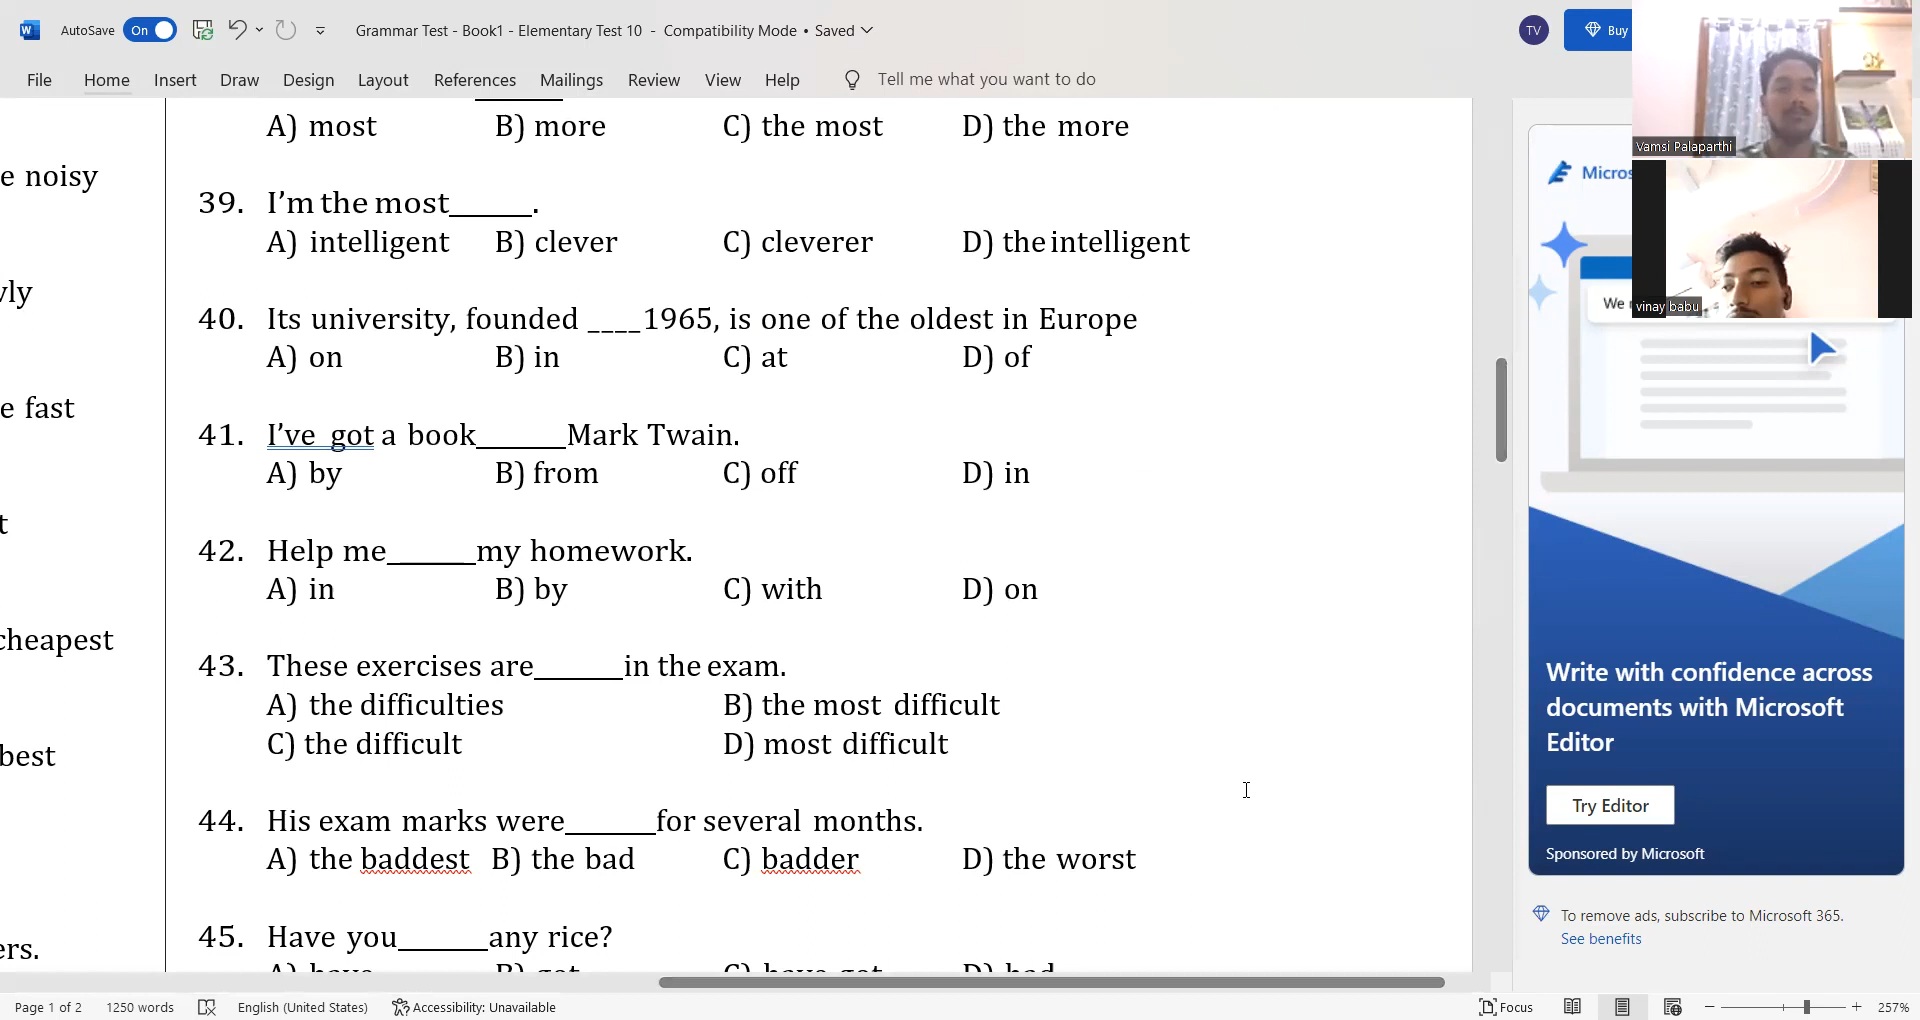 AutoSave On Grammar Test - Book1 - Elementary Test 10 - Compatibility Mode • Saved TV Buy
File Home Insert Draw Design Layout References Mailings Review View Help Tell me what you want to do
A) most B) more C) the most D) the more
e noisy
39. I’m the most______.
A) intelligent B) clever C) cleverer D) the intelligent
40. Its university, founded ____1965, is one of the oldest in Europe
A) on B) in C) at D) of
e fast
41. I’ve got a book______Mark Twain.
A) by B) from C) off D) in
t
42. Help me______my homework.
A) in B) by C) with D) on
cheapest
43. These exercises are______in the exam.
A) the difficulties B) the most difficult
C) the difficult D) most difficult
best
44. His exam marks were______for several months.
A) the baddest B) the bad C) badder D) the worst
45. Have you______any rice?
A) have B) got C) have got D) had
ers.
Vamsi Palaparthi
vinay babu
Micros
We
Write with confidence across
documents with Microsoft
Editor
Try Editor
Sponsored by Microsoft
To remove ads, subscribe to Microsoft 365.
See benefits
Page 1 of 2 1250 words English (United States) Accessibility: Unavailable Focus 257%